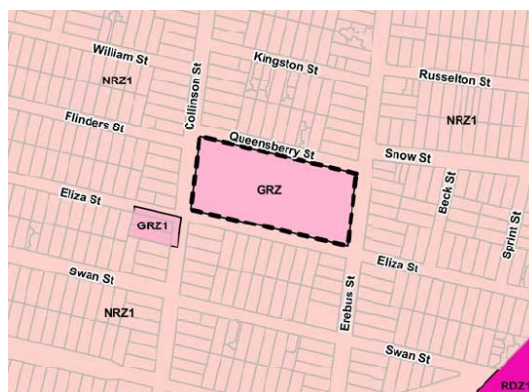 William St
NRZ1
Collinson St
Kingston St
Russelton St
NRZ1
Flinders St
Queensberry St
Snow St
GRZ
Beck St
Sprint St
Eliza St
GRZ1
Eliza St
Swan St
Erebus St
NRZ1
Swan St
RDZ1